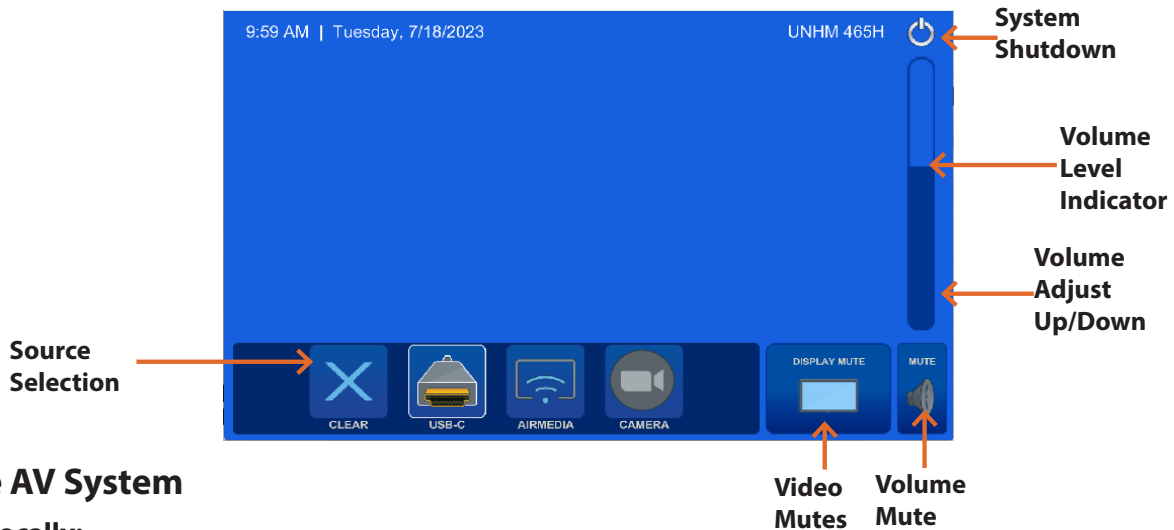 System
Shutdown
9:59 AM | Tuesday, 7/18/2023
UNHM 465H
Volume
Level
Indicator
Volume
Adjust
Up/Down
Source
Selection
CLEAR
USB-C
AIRMEDIA
CAMERA
DISPLAY MUTE
MUTE
Video
Mutes
Volume
Mute
AV System